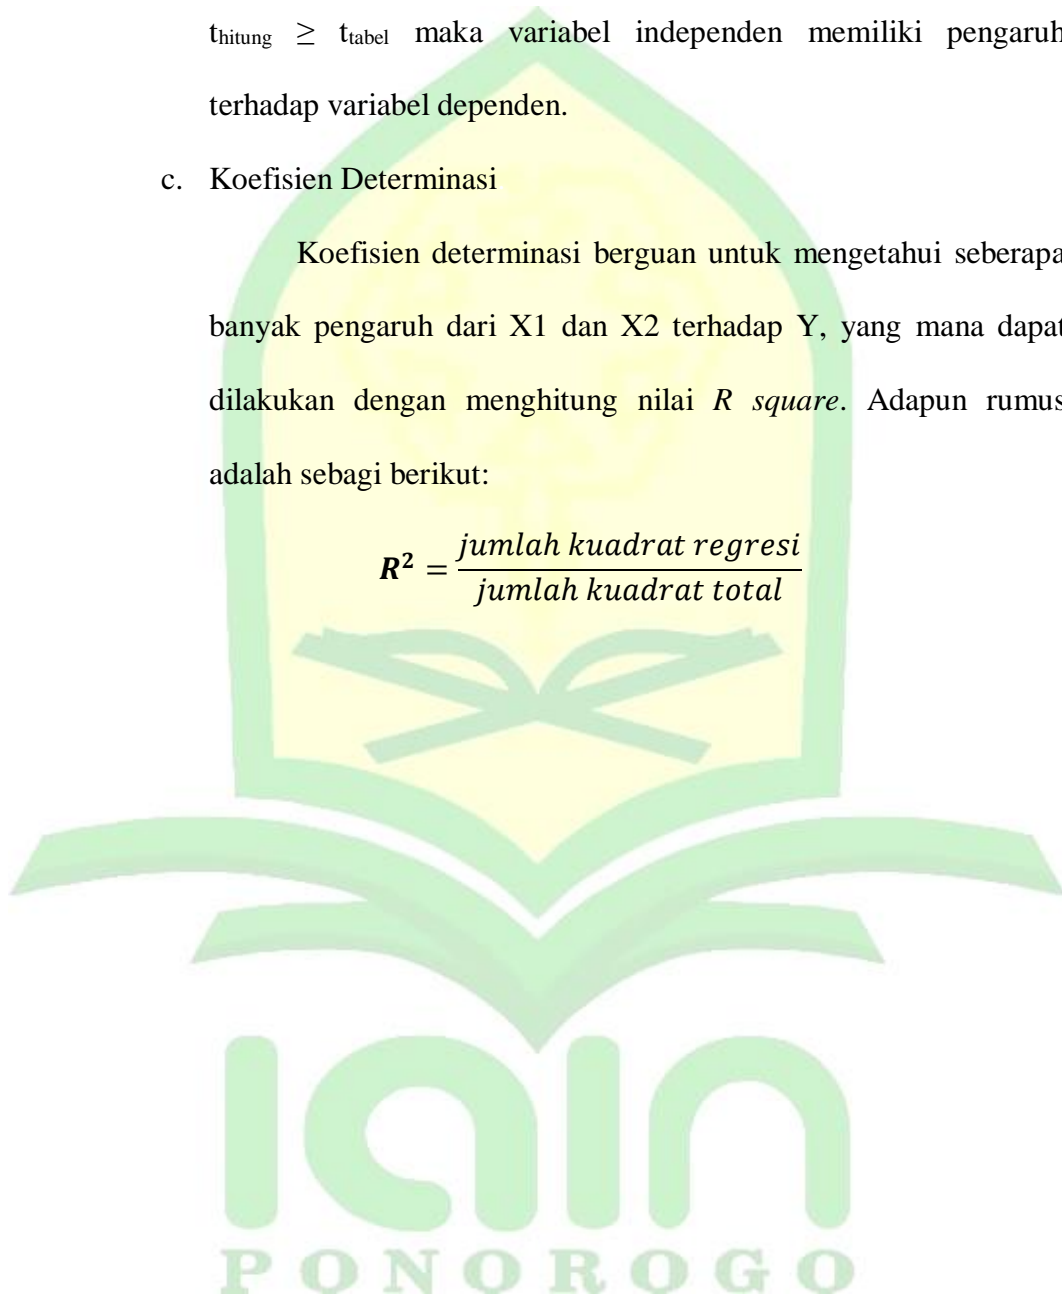 thitung ≥ ttabel maka variabel independen memiliki pengaruh
terhadap variabel dependen.
c. Koefisien Determinasi
Koefisien determinasi berguan untuk mengetahui seberapa
banyak pengaruh dari X1 dan X2 terhadap Y, yang mana dapat
dilakukan dengan menghitung nilai R square. Adapun rumus
adalah sebagi berikut:
R² = jumlah kuadrat regresi / jumlah kuadrat total
iain
PONOROGO